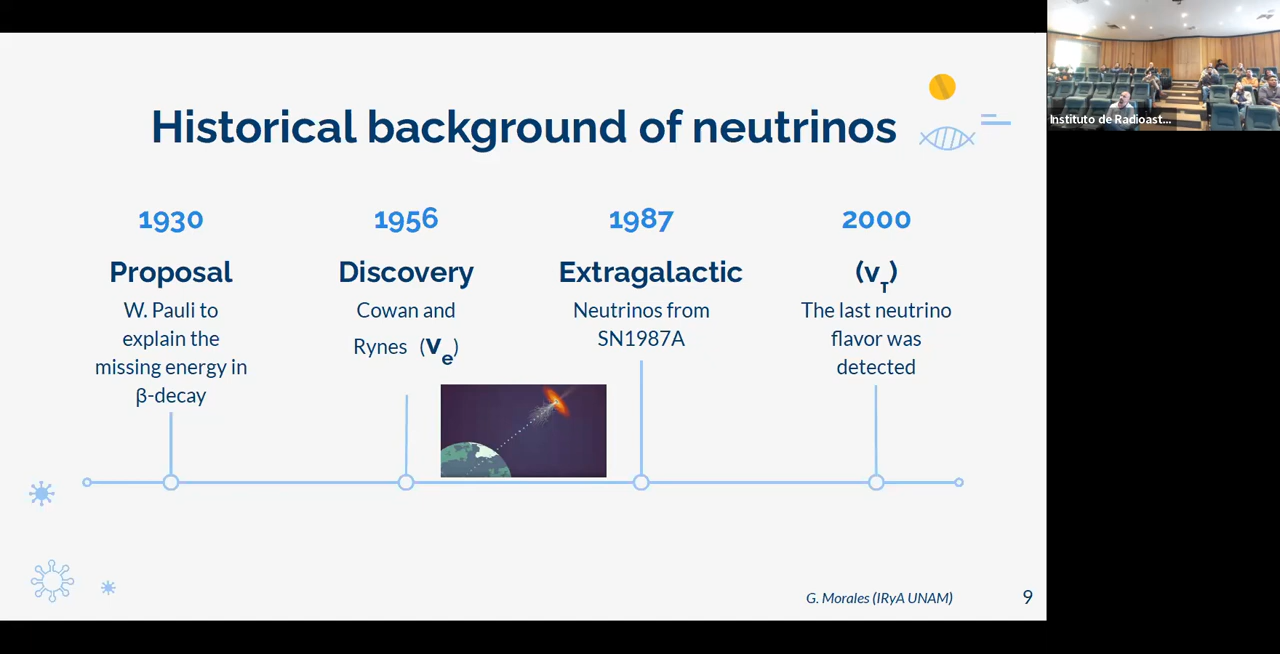 Historical background of neutrinos
1930
Proposal
W. Pauli to
explain the
missing energy in
β-decay
1956
Discovery
Cowan and
Rynes (νe)
1987
Extragalactic
Neutrinos from
SN1987A
2000
(ντ)
The last neutrino
flavor was
detected
G. Morales (IRyA UNAM)
9
Instituto de Radioast...